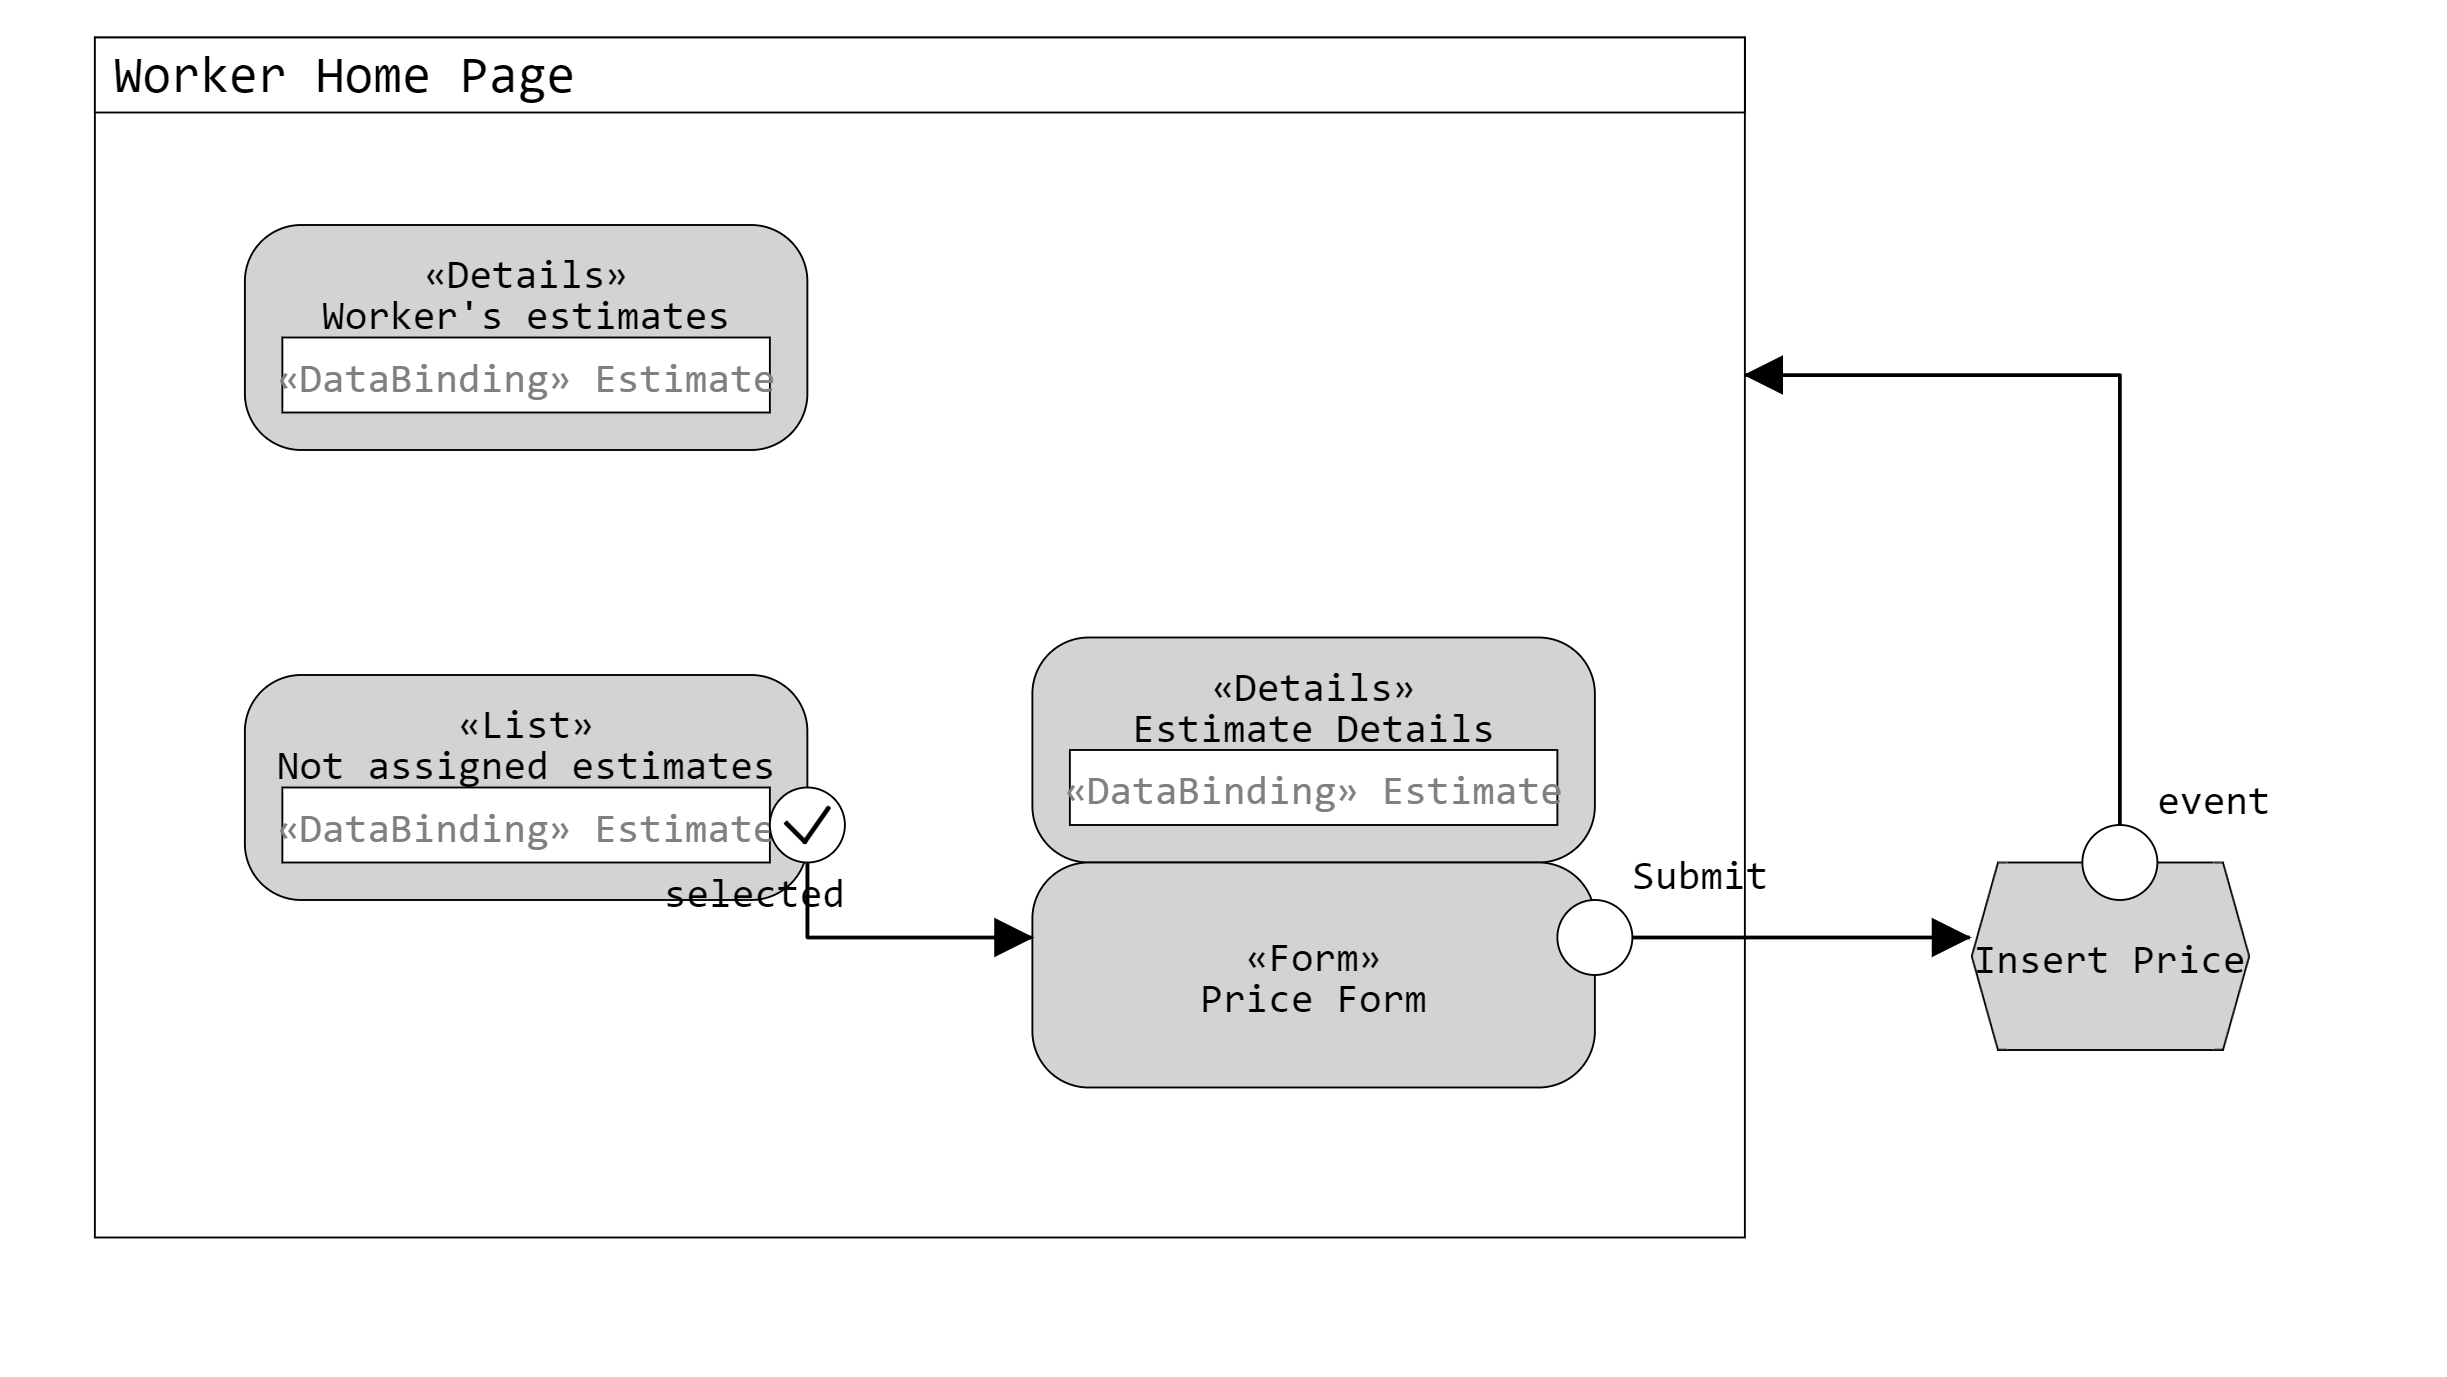 Worker Home Page
«Details»
Worker's estimates
«DataBinding» Estimate
«List»
Not assigned estimates
«DataBinding» Estimate
selected
«Details»
Estimate Details
«DataBinding» Estimate
«Form»
Price Form
Submit
event
Insert Price